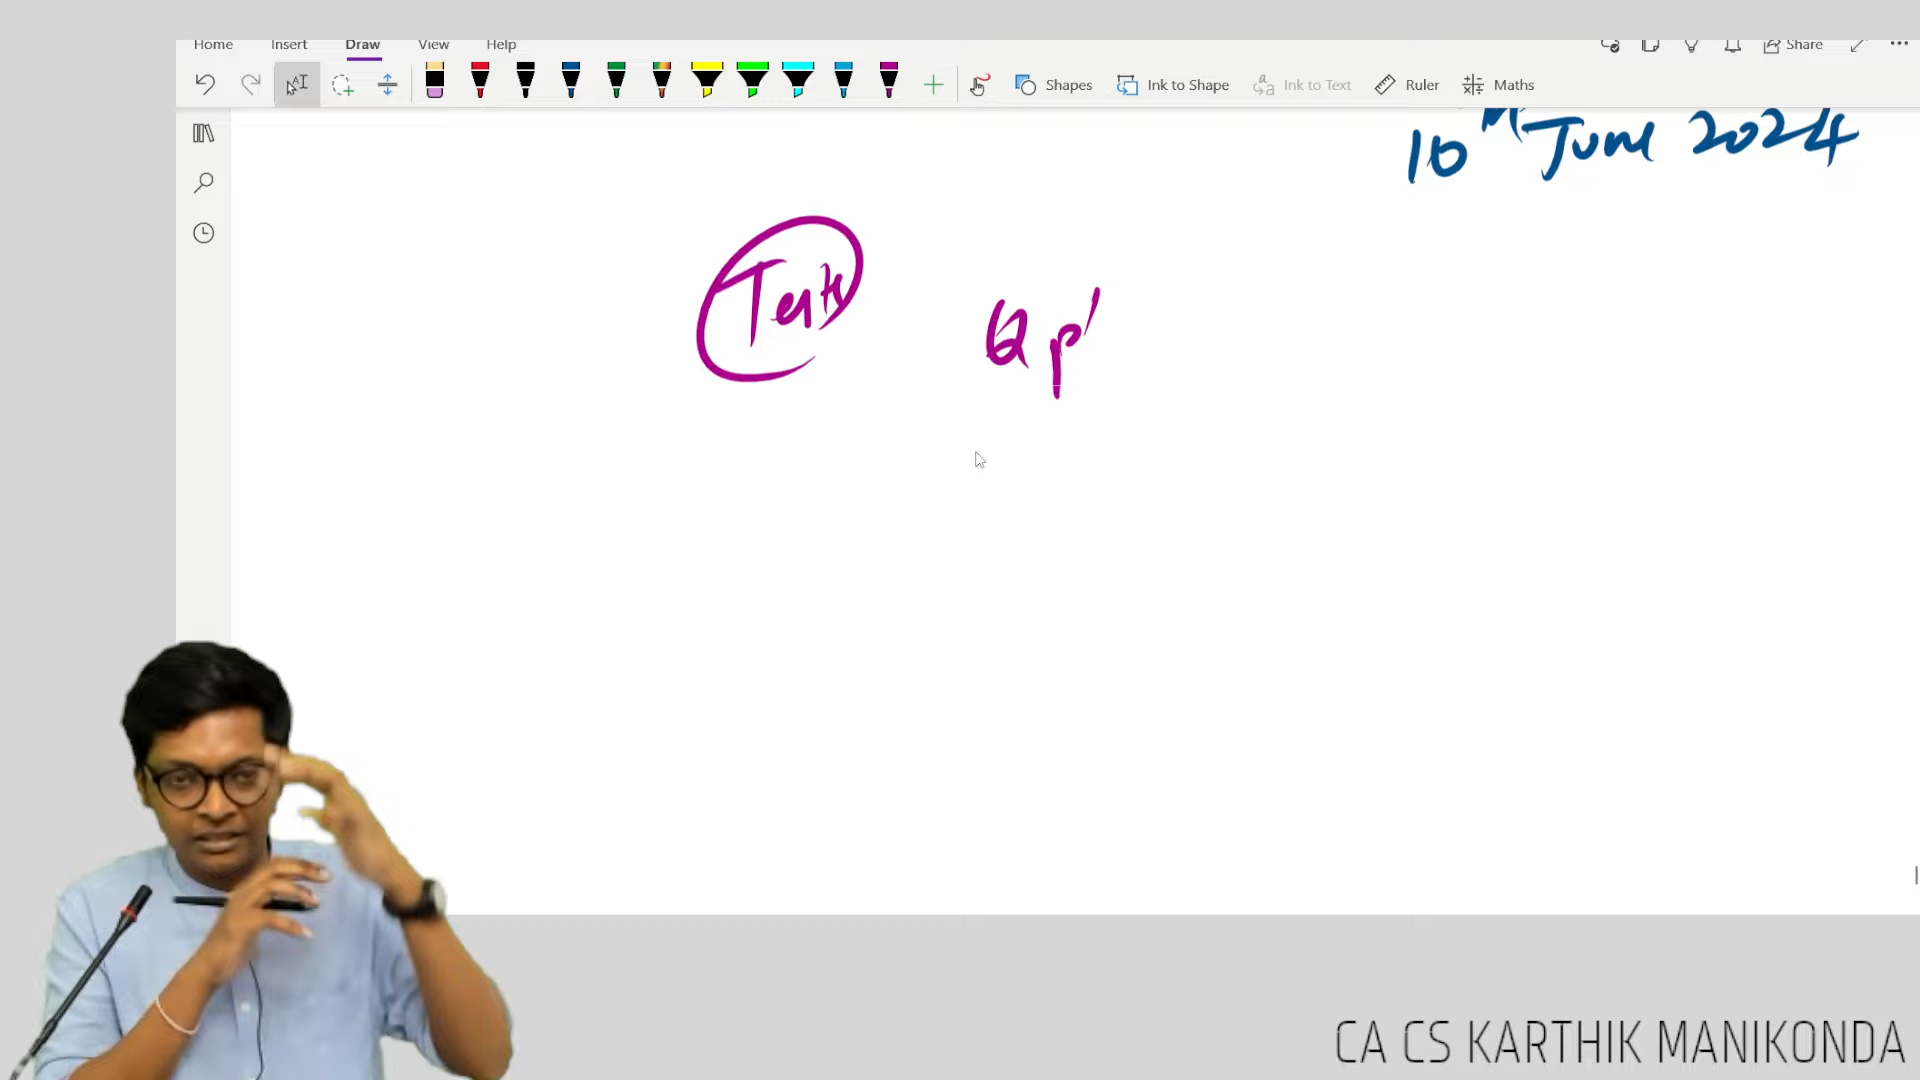 Home Insert Draw View Help Share
Shapes Ink to Shape Ink to Text Ruler Maths
10th June 2024
Tests
Qp'
CA CS KARTHIK MANIKONDA